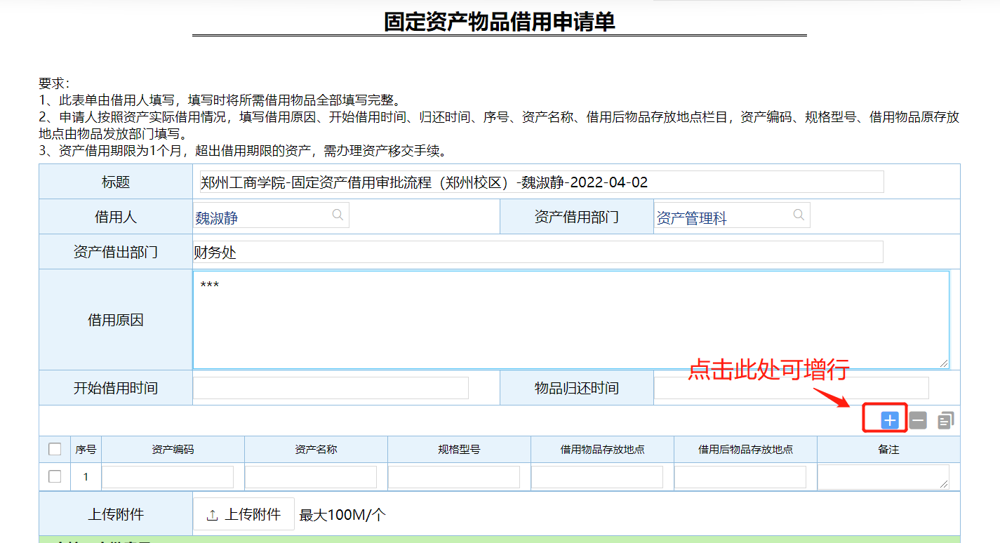 固定资产物品借用申请单
要求：
1、此表单由借用人填写，填写时将所需借用物品全部填写完整。
2、申请人按照资产实际借用情况，填写借用原因、开始借用时间、归还时间、序号、资产名称、借用后物品存放地点栏目，资产编码、规格型号、借用物品原存放
地点由物品发放部门填写。
3、资产借用期限为1个月，超出借用期限的资产，需办理资产移交手续。
标题 郑州工商学院-固定资产借用审批流程（郑州校区）-魏淑静-2022-04-02
借用人 魏淑静 资产借用部门 资产管理科
资产借出部门 财务处
借用原因 ***
点击此处可增行
开始借用时间 物品归还时间
序号 资产编码 资产名称 规格型号 借用物品存放地点 借用后物品存放地点 备注
1
上传附件 上传附件 最大100M/个